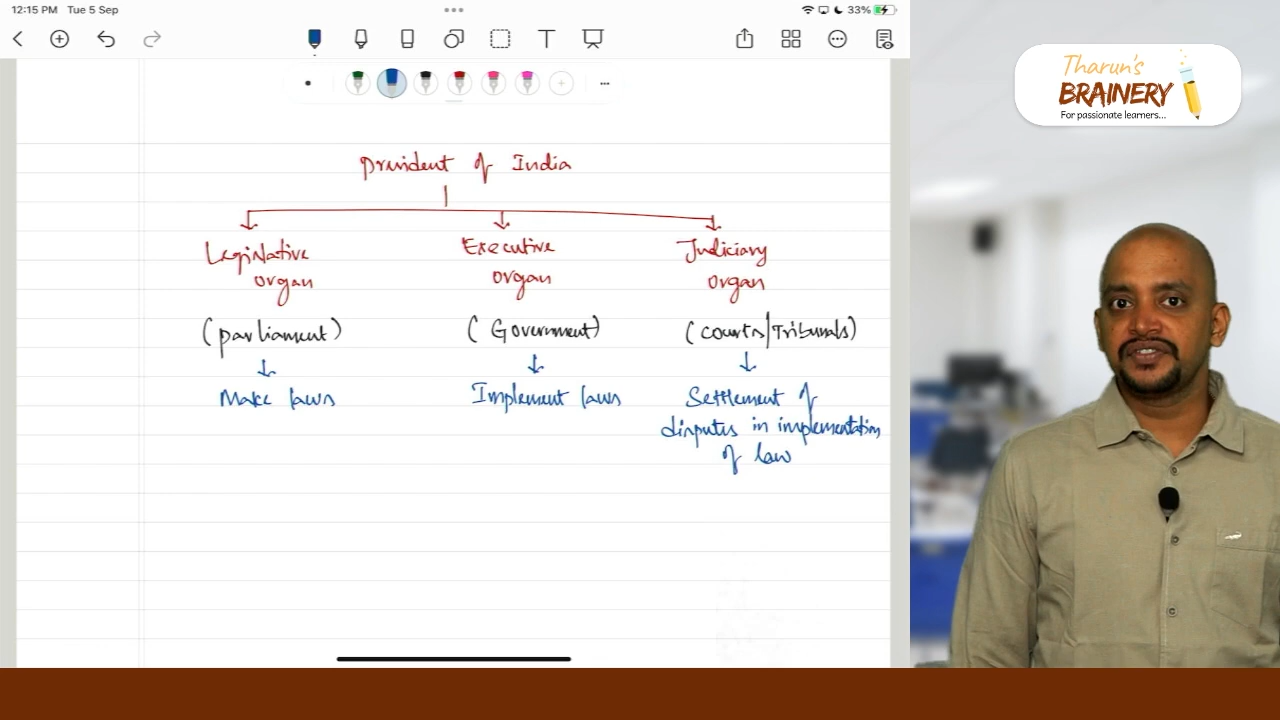 12:15 PM Tue 5 Sep
33%
Tharun's
BRAINERY
For passionate learners...
President of India
Legislative Executive Judiciary
organ organ organ
(parliament) (Government) (Courts/Tribunals)
Make laws Implement laws Settlement of
disputes in implementation
of law